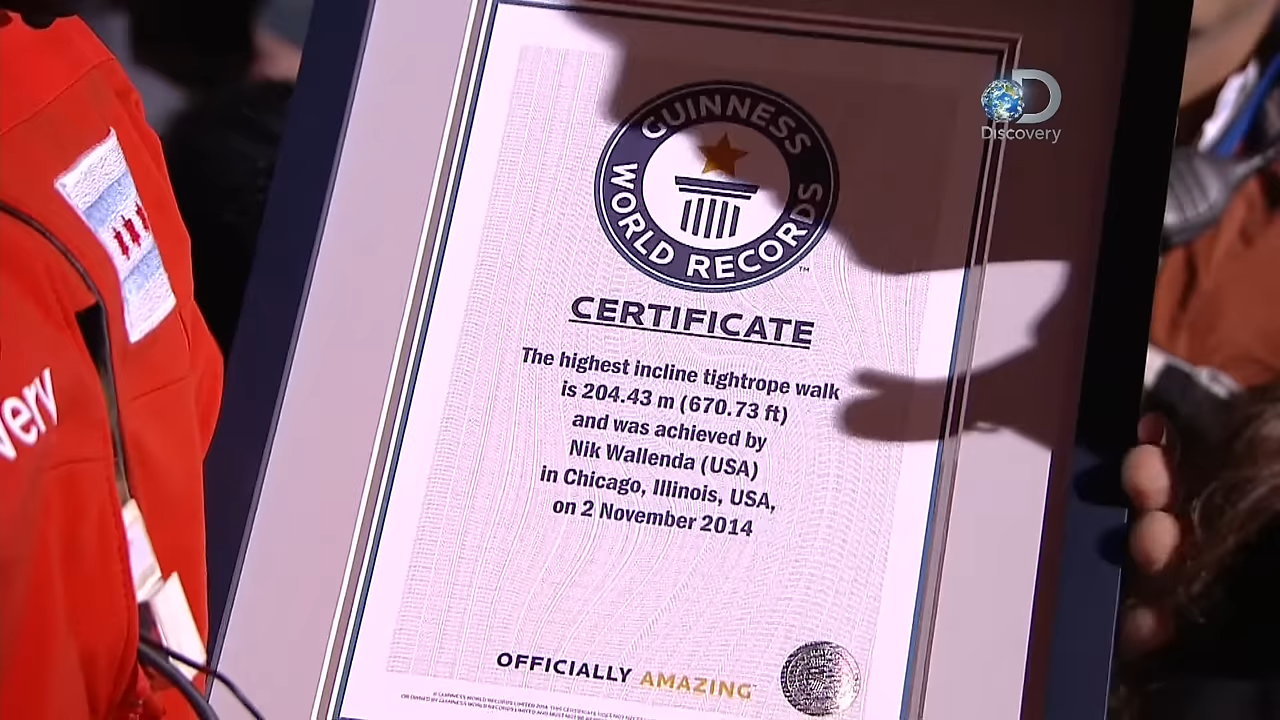 GUINNESS
WORLD RECORDS
™
CERTIFICATE
The highest incline tightrope walk
is 204.43 m (670.73 ft)
and was achieved by
Nik Wallenda (USA)
in Chicago, Illinois, USA,
on 2 November 2014
OFFICIALLY AMAZING
D
Discovery
very